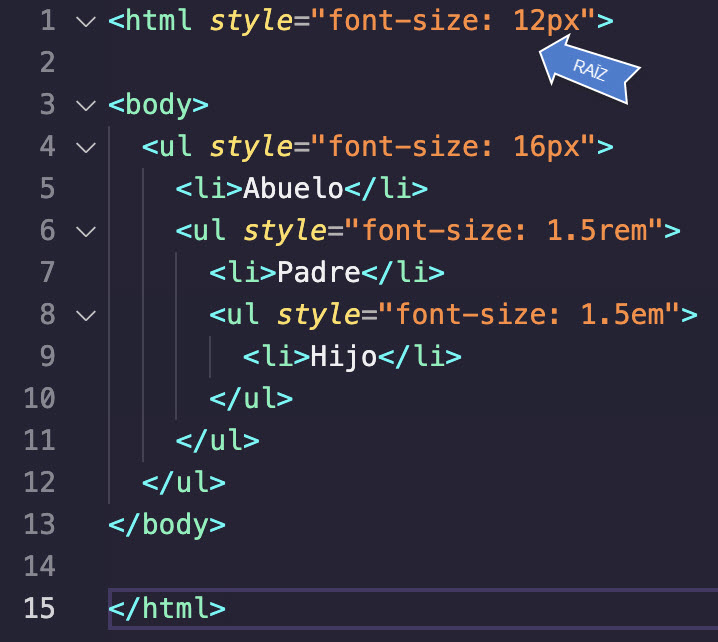 1 <html style="font-size: 12px">
RAÍZ
2
3 <body>
4 <ul style="font-size: 16px">
5 <li>Abuelo</li>
6 <ul style="font-size: 1.5rem">
7 <li>Padre</li>
8 <ul style="font-size: 1.5em">
9 <li>Hijo</li>
10 </ul>
11 </ul>
12 </ul>
13 </body>
14
15 </html>